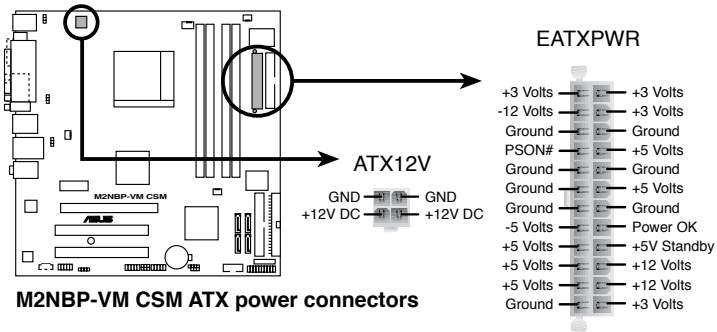 EATXPWR
+3 Volts +3 Volts
-12 Volts +3 Volts
Ground Ground
PSON# +5 Volts
Ground Ground
Ground +5 Volts
Ground Ground
-5 Volts Power OK
+5 Volts +5V Standby
+5 Volts +12 Volts
+5 Volts +12 Volts
Ground +3 Volts
ATX12V
GND GND
+12V DC +12V DC
M2NBP-VM CSM
ASUS
M2NBP-VM CSM ATX power connectors